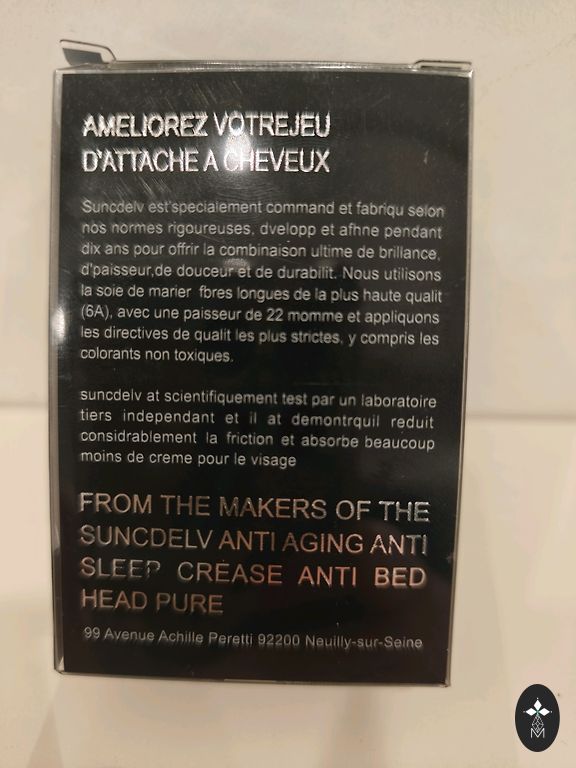 AMELIOREZ VOTREJEU
D'ATTACHE A CHEVEUX
Suncdelv est'specialement command et fabriqu selon
nos normes rigoureuses, dvelopp et afhne pendant
dix ans pour offrir la combinaison ultime de brillance,
d'paisseur,de douceur et de durabilit. Nous utilisons
la soie de marier fbres longues de la plus haute qualit
(6A), avec une paisseur de 22 momme et appliquons
les directives de qualit les plus strictes, y compris les
colorants non toxiques.
suncdelv at scientifiquement test par un laboratoire
tiers independant et il at demontrquil reduit
considrablement la friction et absorbe beaucoup
moins de creme pour le visage
FROM THE MAKERS OF THE
SUNCDELV ANTI AGING ANTI
SLEEP CREASE ANTI BED
HEAD PURE
99 Avenue Achille Peretti 92200 Neuilly-sur-Seine
M